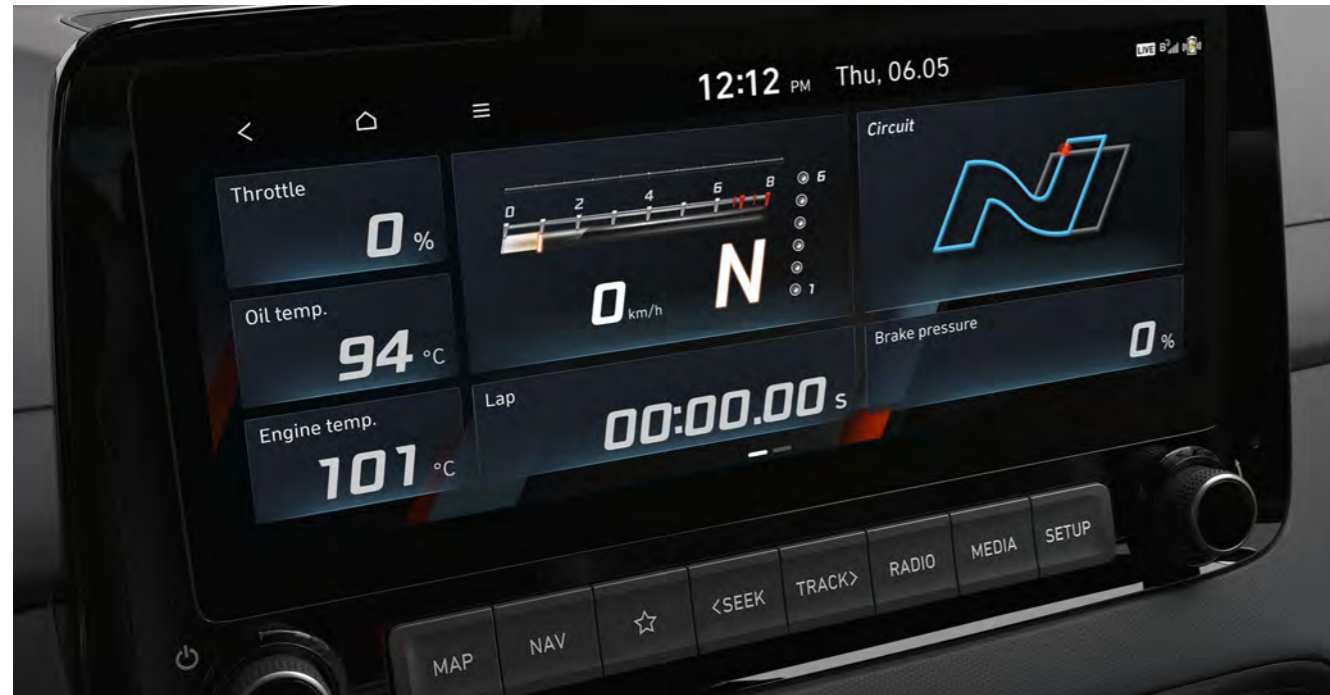 12:12 PM Thu, 06.05
LIVE
Throttle
0 %
Oil temp.
94 °C
Engine temp.
101 °C
0 2 4 6 8
6
1
0 km/h
N
Lap
00:00.00 S
Circuit
N
Brake pressure
0 %
MAP
NAV
<SEEK
TRACK>
RADIO
MEDIA
SETUP